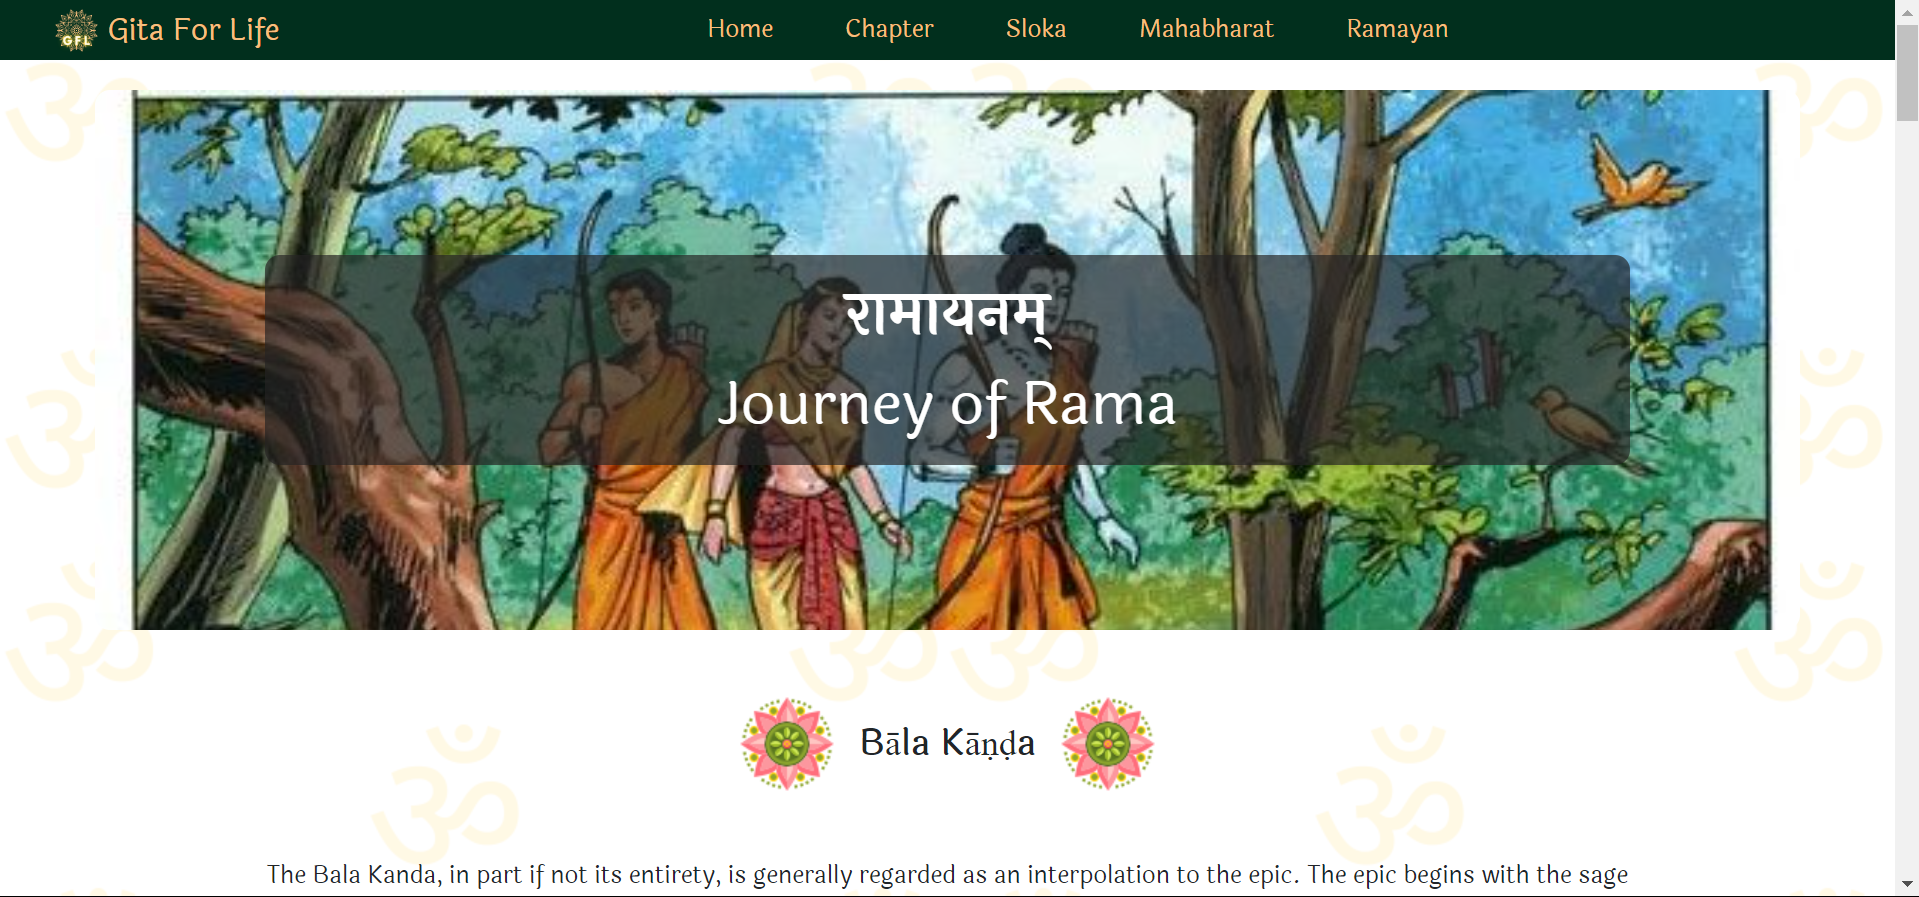 GFL Gita For Life
Home Chapter Sloka Mahabharat Ramayan
रामायनम्
Journey of Rama
Bāla Kāṇḍa
The Bala Kanda, in part if not its entirety, is generally regarded as an interpolation to the epic. The epic begins with the sage